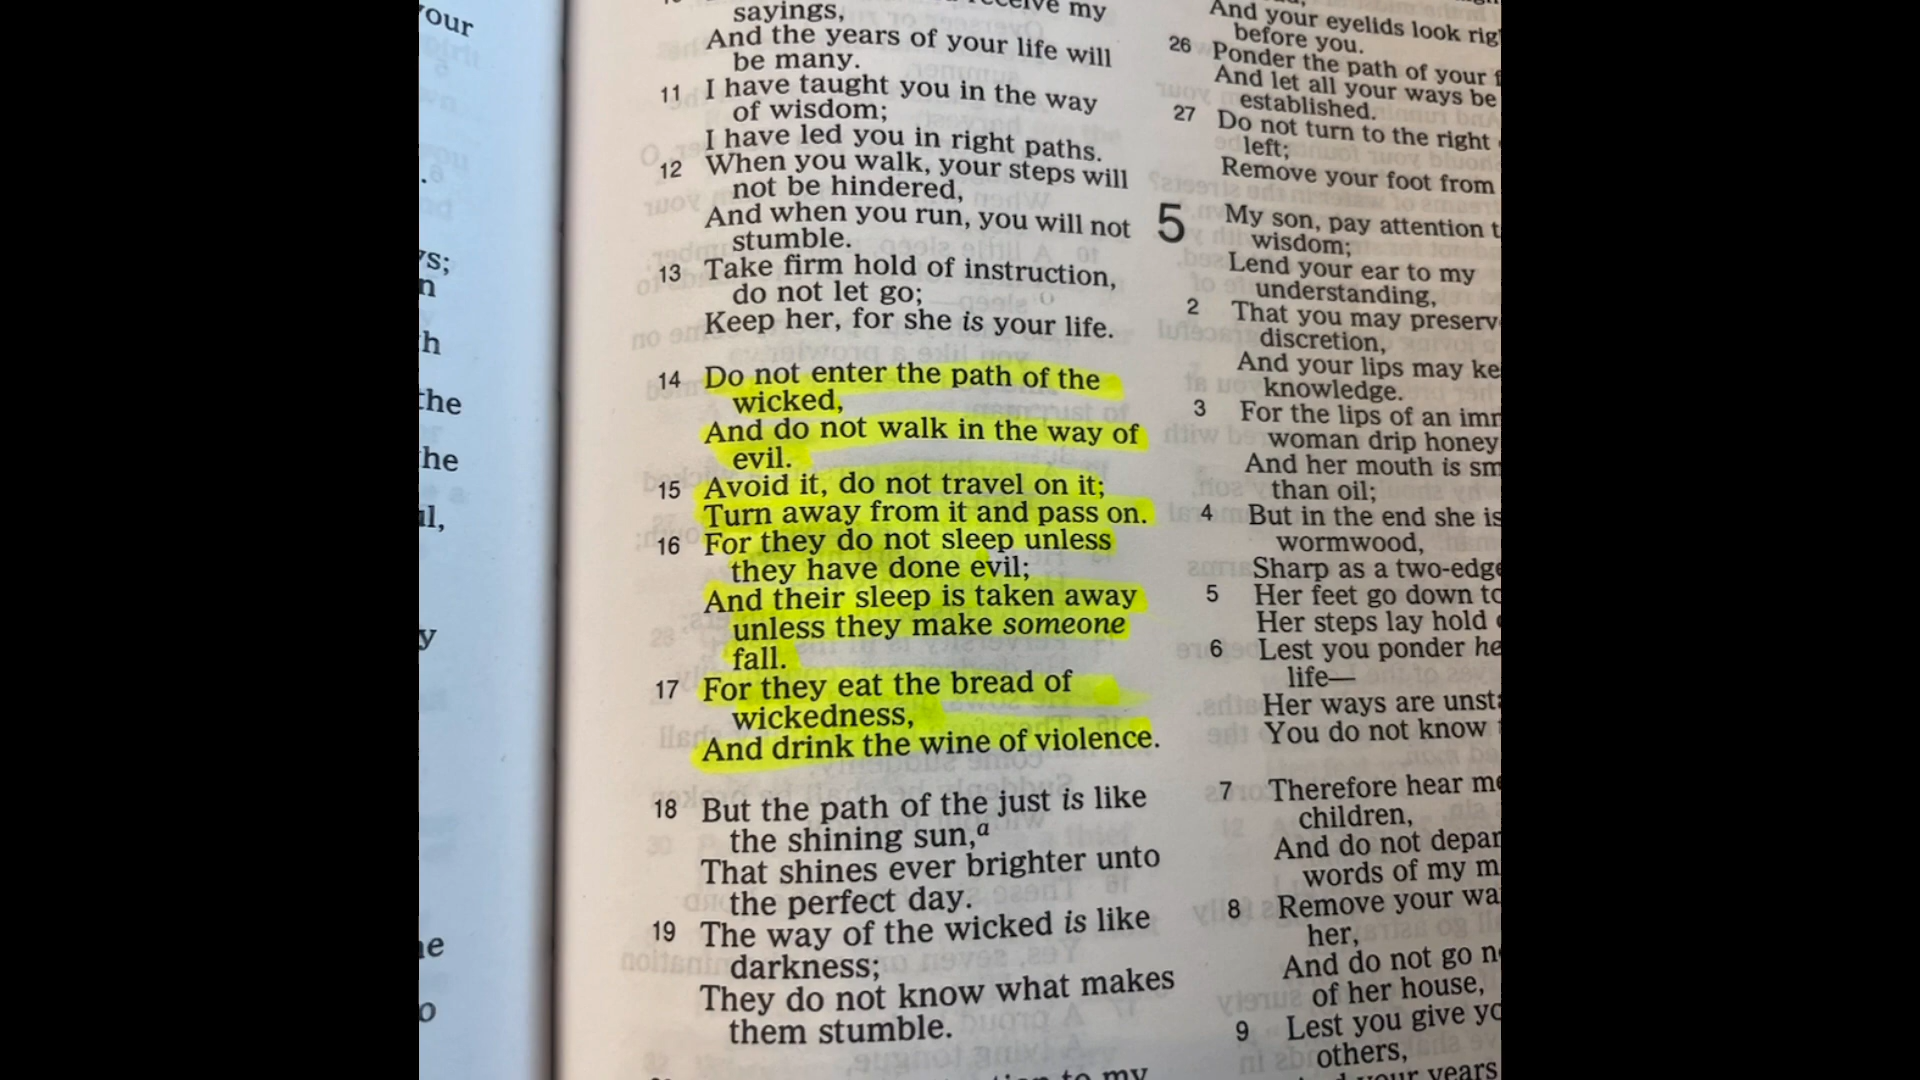 our
s;
n
h
the
he
l,
y
e
o
receive my
sayings,
And the years of your life will
be many.
11 I have taught you in the way
of wisdom;
I have led you in right paths.
12 When you walk, your steps will
not be hindered,
And when you run, you will not
stumble.
13 Take firm hold of instruction,
do not let go;
Keep her, for she is your life.
14 Do not enter the path of the
wicked,
And do not walk in the way of
evil.
15 Avoid it, do not travel on it;
Turn away from it and pass on.
16 For they do not sleep unless
they have done evil;
And their sleep is taken away
unless they make someone
fall.
17 For they eat the bread of
wickedness,
And drink the wine of violence.
18 But the path of the just is like
the shining sun,a
That shines ever brighter unto
the perfect day.
19 The way of the wicked is like
darkness;
They do not know what makes
them stumble.
to my
And your eyelids look rig
before you.
26 Ponder the path of your f
And let all your ways be
established.
27 Do not turn to the right
left;
Remove your foot from
5 My son, pay attention t
wisdom;
Lend your ear to my
understanding,
2 That you may preserv
discretion,
And your lips may ke
knowledge.
3 For the lips of an imm
woman drip honey
And her mouth is sm
than oil;
4 But in the end she is
wormwood,
Sharp as a two-edge
5 Her feet go down to
Her steps lay hold
6 Lest you ponder he
life—
Her ways are unsta
You do not know
7 Therefore hear me
children,
And do not depar
words of my m
8 Remove your wa
her,
And do not go n
of her house,
9 Lest you give yo
others,
your years